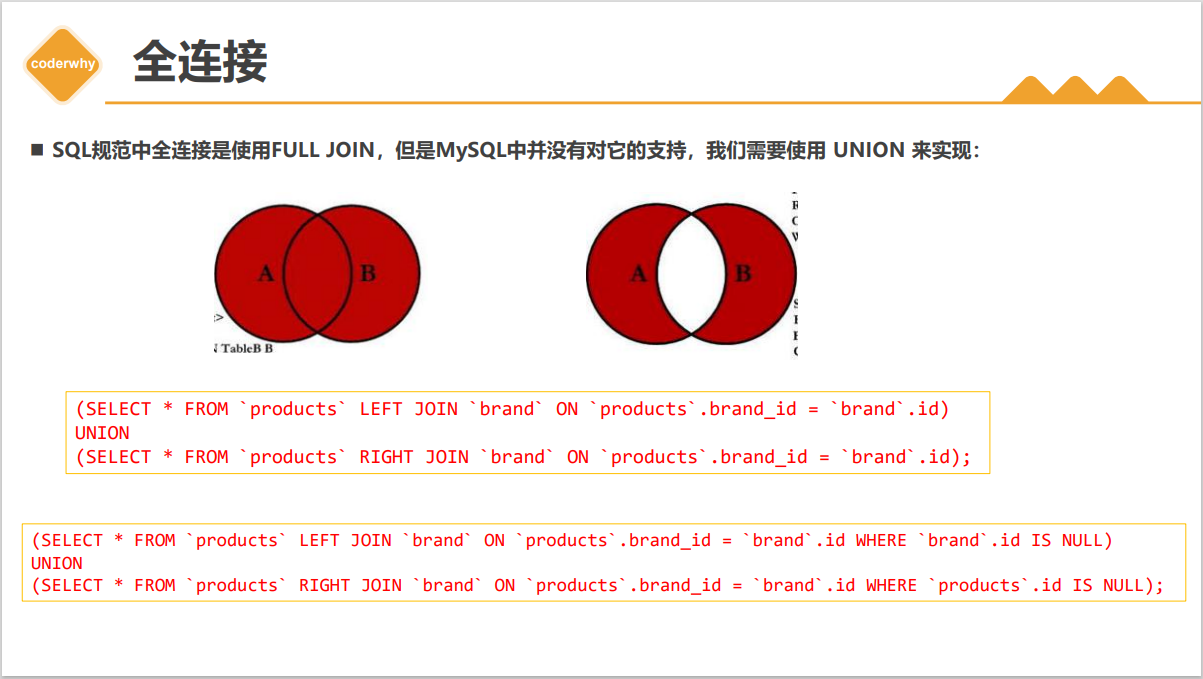 coderwhy
全连接
SQL规范中全连接是使用FULL JOIN，但是MySQL中并没有对它的支持，我们需要使用 UNION 来实现：
A B
TableB B
A B
(SELECT * FROM `products` LEFT JOIN `brand` ON `products`.brand_id = `brand`.id)
UNION
(SELECT * FROM `products` RIGHT JOIN `brand` ON `products`.brand_id = `brand`.id);
(SELECT * FROM `products` LEFT JOIN `brand` ON `products`.brand_id = `brand`.id WHERE `brand`.id IS NULL)
UNION
(SELECT * FROM `products` RIGHT JOIN `brand` ON `products`.brand_id = `brand`.id WHERE `products`.id IS NULL);